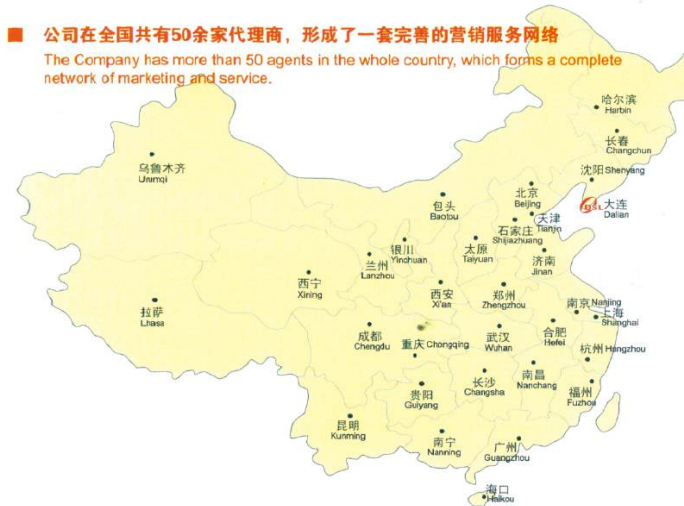 公司在全国共有50余家代理商，形成了一套完善的营销服务网络
The Company has more than 50 agents in the whole country, which forms a complete
network of marketing and service.
哈尔滨
Harbin
长春
Changchun
沈阳 Shenyang
乌鲁木齐
Urumqi
北京
Beijing
包头
Baotou
大连
Dalian
天津
Tianjin
石家庄
Shijiazhuang
银川
Yinchuan
太原
Taiyuan
济南
Jinan
兰州
Lanzhou
西宁
Xining
西安
Xi'an
郑州
Zhengzhou
南京 Nanjing
上海
Shanghai
拉萨
Lhasa
成都
Chengdu
重庆 Chongqing
武汉
Wuhan
合肥
Hefei
杭州 Hangzhou
长沙
Changsha
南昌
Nanchang
贵阳
Guiyang
福州
Fuzhou
昆明
Kunming
南宁
Nanning
广州
Guangzhou
海口
Haikou